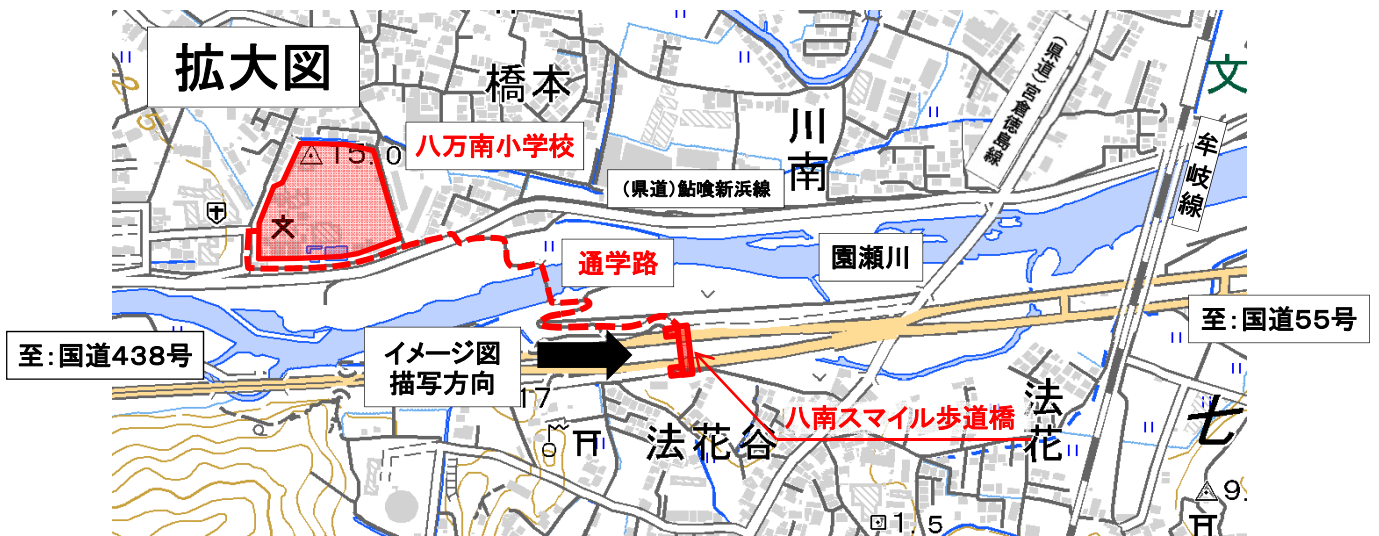 拡大図
橋本
八万南小学校
15.0
川南
(県道)鮎喰新浜線
(県道)宮倉徳島線
文
牟岐線
通学路
園瀬川
至:国道438号
イメージ図
描写方向
至:国道55号
17
法花谷
八南スマイル歩道橋
法花
七
9.
1.5